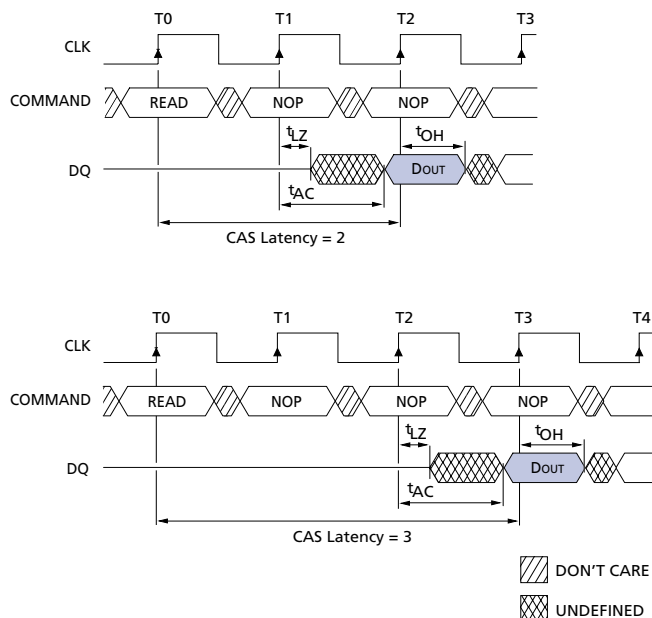 T0 T1 T2 T3
CLK
COMMAND READ NOP NOP
tLZ tOH
DQ DOUT
tAC
CAS Latency = 2
T0 T1 T2 T3 T4
CLK
COMMAND READ NOP NOP NOP
tLZ tOH
DQ DOUT
tAC
CAS Latency = 3
DON'T CARE
UNDEFINED